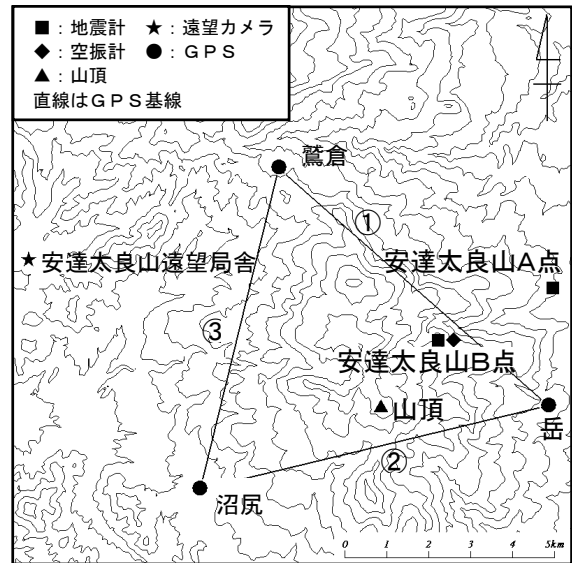 ■：地震計 ★：遠望カメラ
◆：空振計 ●：ＧＰＳ
▲：山頂
直線はＧＰＳ基線
鷲倉
①
★安達太良山遠望局舎
安達太良山A点
③
安達太良山B点
山頂
岳
②
沼尻
0 1 2 3 4 5km